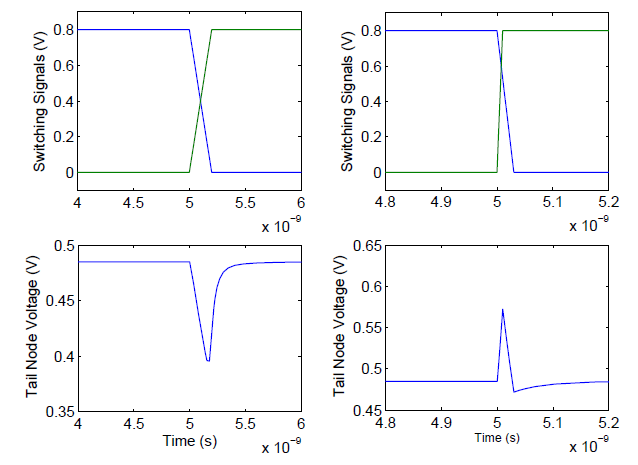 Switching Signals (V)
0.8
0.6
0.4
0.2
0
4 4.5 5 5.5 6
x 10⁻⁹
Switching Signals (V)
0.8
0.6
0.4
0.2
0
4.8 4.9 5 5.1 5.2
x 10⁻⁹
Tail Node Voltage (V)
0.5
0.45
0.4
0.35
4 4.5 5 5.5 6
Time (s)
x 10⁻⁹
Tail Node Voltage (V)
0.65
0.6
0.55
0.5
0.45
4.8 4.9 5 5.1 5.2
Time (s)
x 10⁻⁹